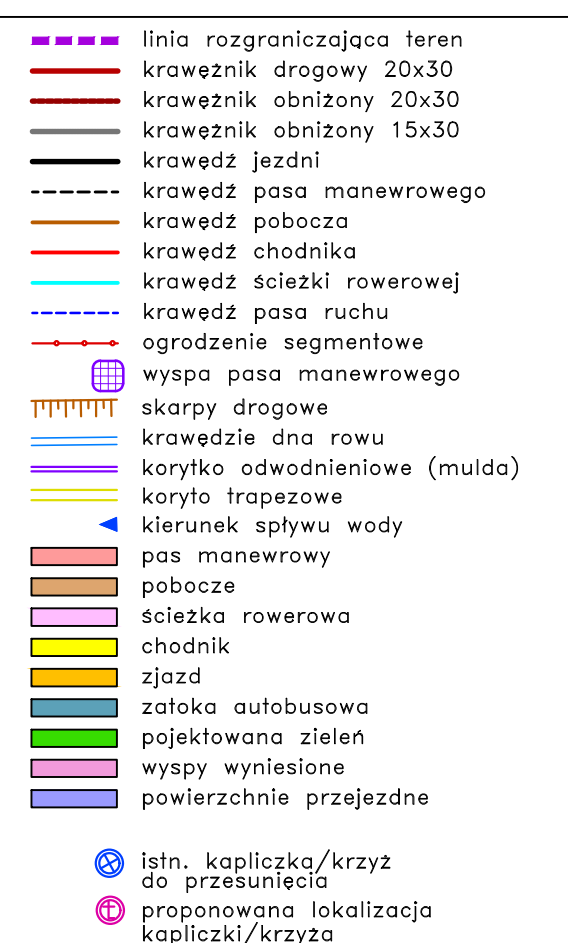 linia rozgraniczająca teren
krawężnik drogowy 20x30
krawężnik obniżony 20x30
krawężnik obniżony 15x30
krawędź jezdni
krawędź pasa manewrowego
krawędź pobocza
krawędź chodnika
krawędź ścieżki rowerowej
krawędź pasa ruchu
ogrodzenie segmentowe
wyspa pasa manewrowego
skarpy drogowe
krawędzie dna rowu
korytko odwodnieniowe (mulda)
koryto trapezowe
kierunek spływu wody
pas manewrowy
pobocze
ścieżka rowerowa
chodnik
zjazd
zatoka autobusowa
pojektowana zieleń
wyspy wyniesione
powierzchnie przejezdne
istn. kapliczka/krzyż
do przesunięcia
proponowana lokalizacja
kapliczki/krzyża